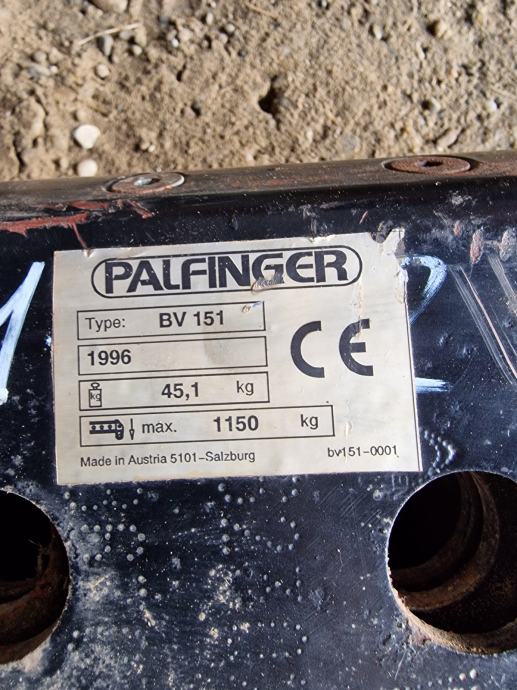 PALFINGER
Type: BV 151
1996
CE
kg 45,1 kg
max. 1150 kg
Made in Austria 5101-Salzburg bv151-0001